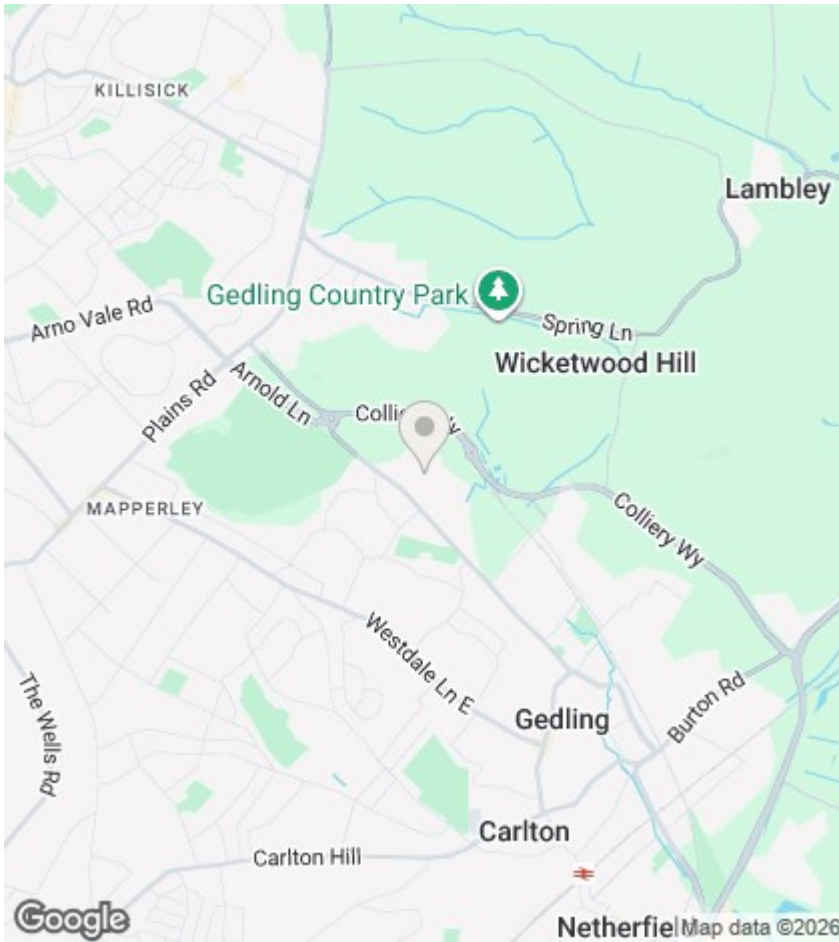 KILLISICK
Lambley
Gedling Country Park
Arno Vale Rd
Spring Ln
Wicketwood Hill
Plains Rd
Arnold Ln
MAPPERLEY
Colliery Wy
Westdale Ln E
The Wells Rd
Gedling
Burton Rd
Carlton
Carlton Hill
Google
Netherfiel
Map data ©2026